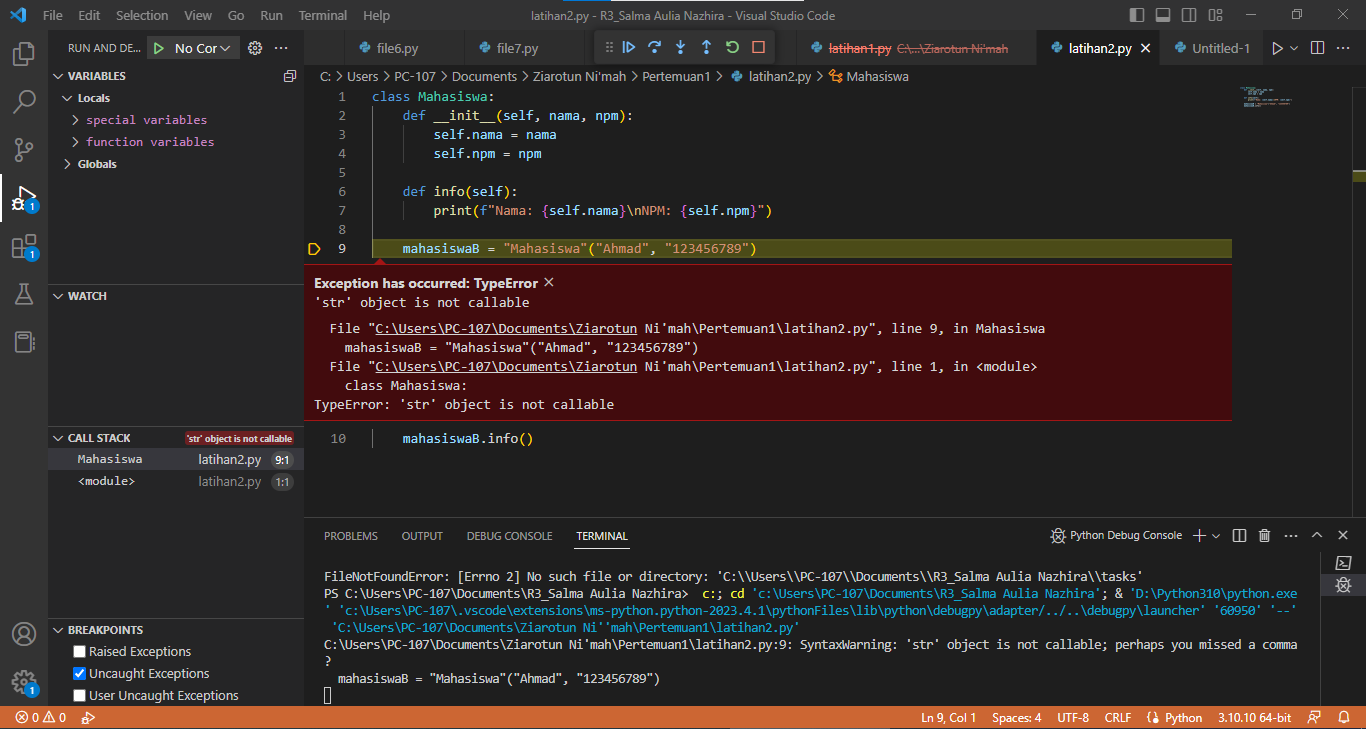 File Edit Selection View Go Run Terminal Help
latihan2.py - R3_Salma Aulia Nazhira - Visual Studio Code
RUN AND DE... No Cor
file6.py file7.py latihan1.py C:\...\Ziarotun Ni'mah latihan2.py Untitled-1
C: > Users > PC-107 > Documents > Ziarotun Ni'mah > Pertemuan1 > latihan2.py > Mahasiswa
VARIABLES
Locals
special variables
function variables
Globals
WATCH
CALL STACK 'str' object is not callable
Mahasiswa latihan2.py 9:1
<module> latihan2.py 1:1
BREAKPOINTS
Raised Exceptions
Uncaught Exceptions
User Uncaught Exceptions
1
1
1
1 class Mahasiswa:
2     def __init__(self, nama, npm):
3         self.nama = nama
4         self.npm = npm
5
6     def info(self):
7         print(f"Nama: {self.nama}\nNPM: {self.npm}")
8
9     mahasiswaB = "Mahasiswa"("Ahmad", "123456789")
Exception has occurred: TypeError
'str' object is not callable
File "C:\Users\PC-107\Documents\Ziarotun Ni'mah\Pertemuan1\latihan2.py", line 9, in Mahasiswa
mahasiswaB = "Mahasiswa"("Ahmad", "123456789")
File "C:\Users\PC-107\Documents\Ziarotun Ni'mah\Pertemuan1\latihan2.py", line 1, in <module>
class Mahasiswa:
TypeError: 'str' object is not callable
10     mahasiswaB.info()
PROBLEMS OUTPUT DEBUG CONSOLE TERMINAL Python Debug Console
FileNotFoundError: [Errno 2] No such file or directory: 'C:\\Users\\PC-107\\Documents\\R3_Salma Aulia Nazhira\\tasks'
PS C:\Users\PC-107\Documents\R3_Salma Aulia Nazhira>  c:; cd 'c:\Users\PC-107\Documents\R3_Salma Aulia Nazhira'; & 'D:\Python310\python.exe
' 'c:\Users\PC-107\.vscode\extensions\ms-python.python-2023.4.1\pythonFiles\lib\python\debugpy\adapter/../..\debugpy\launcher' '60950' '--'
'C:\Users\PC-107\Documents\Ziarotun Ni''mah\Pertemuan1\latihan2.py'
C:\Users\PC-107\Documents\Ziarotun Ni'mah\Pertemuan1\latihan2.py:9: SyntaxWarning: 'str' object is not callable; perhaps you missed a comma
?
mahasiswaB = "Mahasiswa"("Ahmad", "123456789")
0 0 Ln 9, Col 1 Spaces: 4 UTF-8 CRLF Python 3.10.10 64-bit